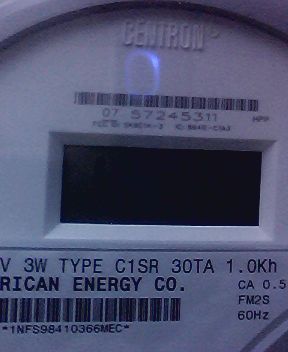 CENTRON
07 57245311
V 3W TYPE C1SR 30TA 1.0Kh
RICAN ENERGY CO.
CA 0.5
FM2S
60Hz
*1NFS98410366MEC*